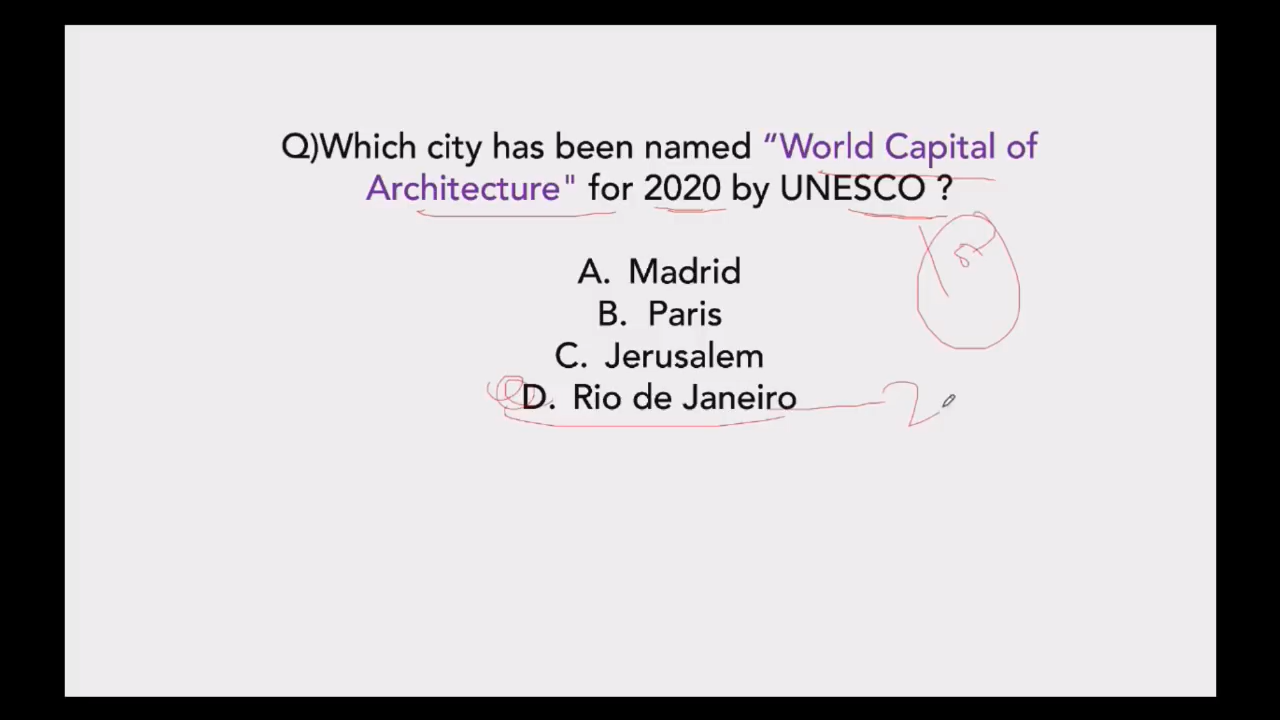 Q)Which city has been named “World Capital of
Architecture" for 2020 by UNESCO ?
A. Madrid
B. Paris
C. Jerusalem
D. Rio de Janeiro
2